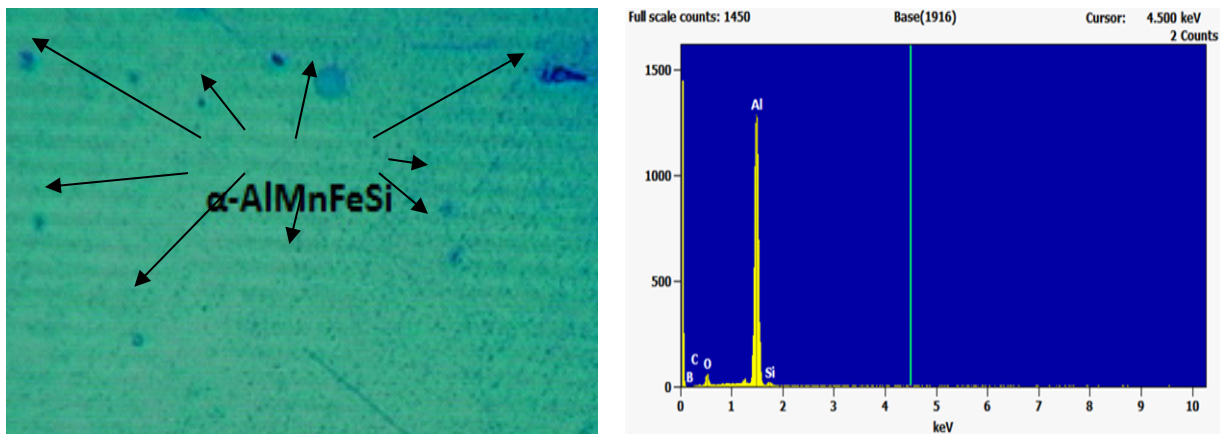 α-AlMnFeSi
Full scale counts: 1450
Base(1916)
Cursor: 4.500 keV
2 Counts
1500
1000
500
0
Al
C
O
B
Si
0 1 2 3 4 5 6 7 8 9 10
keV